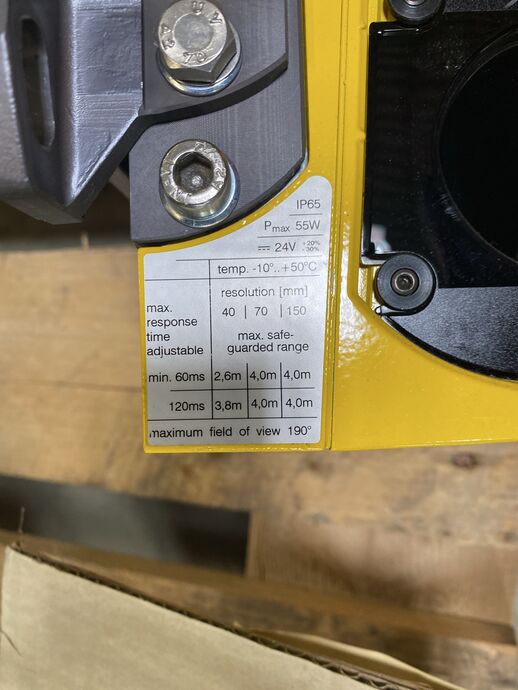 A2
70
IP65
Pmax 55W
⎓ 24V +20% -30%
temp. -10°..+50°C
resolution [mm]
40 | 70 | 150
max.
response
time
adjustable
max. safe-
guarded range
min. 60ms 2,6m 4,0m 4,0m
120ms 3,8m 4,0m 4,0m
maximum field of view 190°